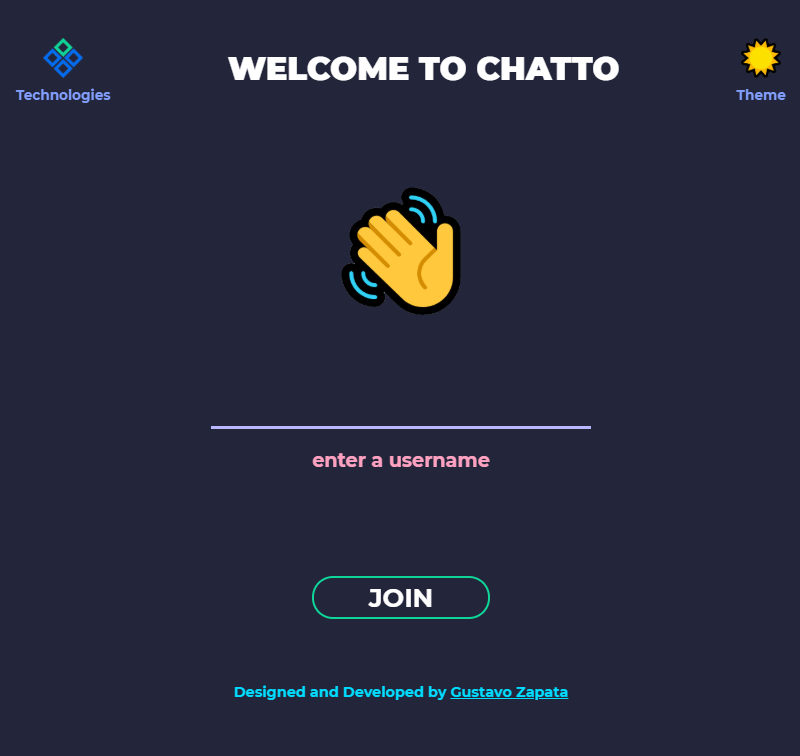 WELCOME TO CHATTO
Technologies
Theme
enter a username
JOIN
Designed and Developed by Gustavo Zapata